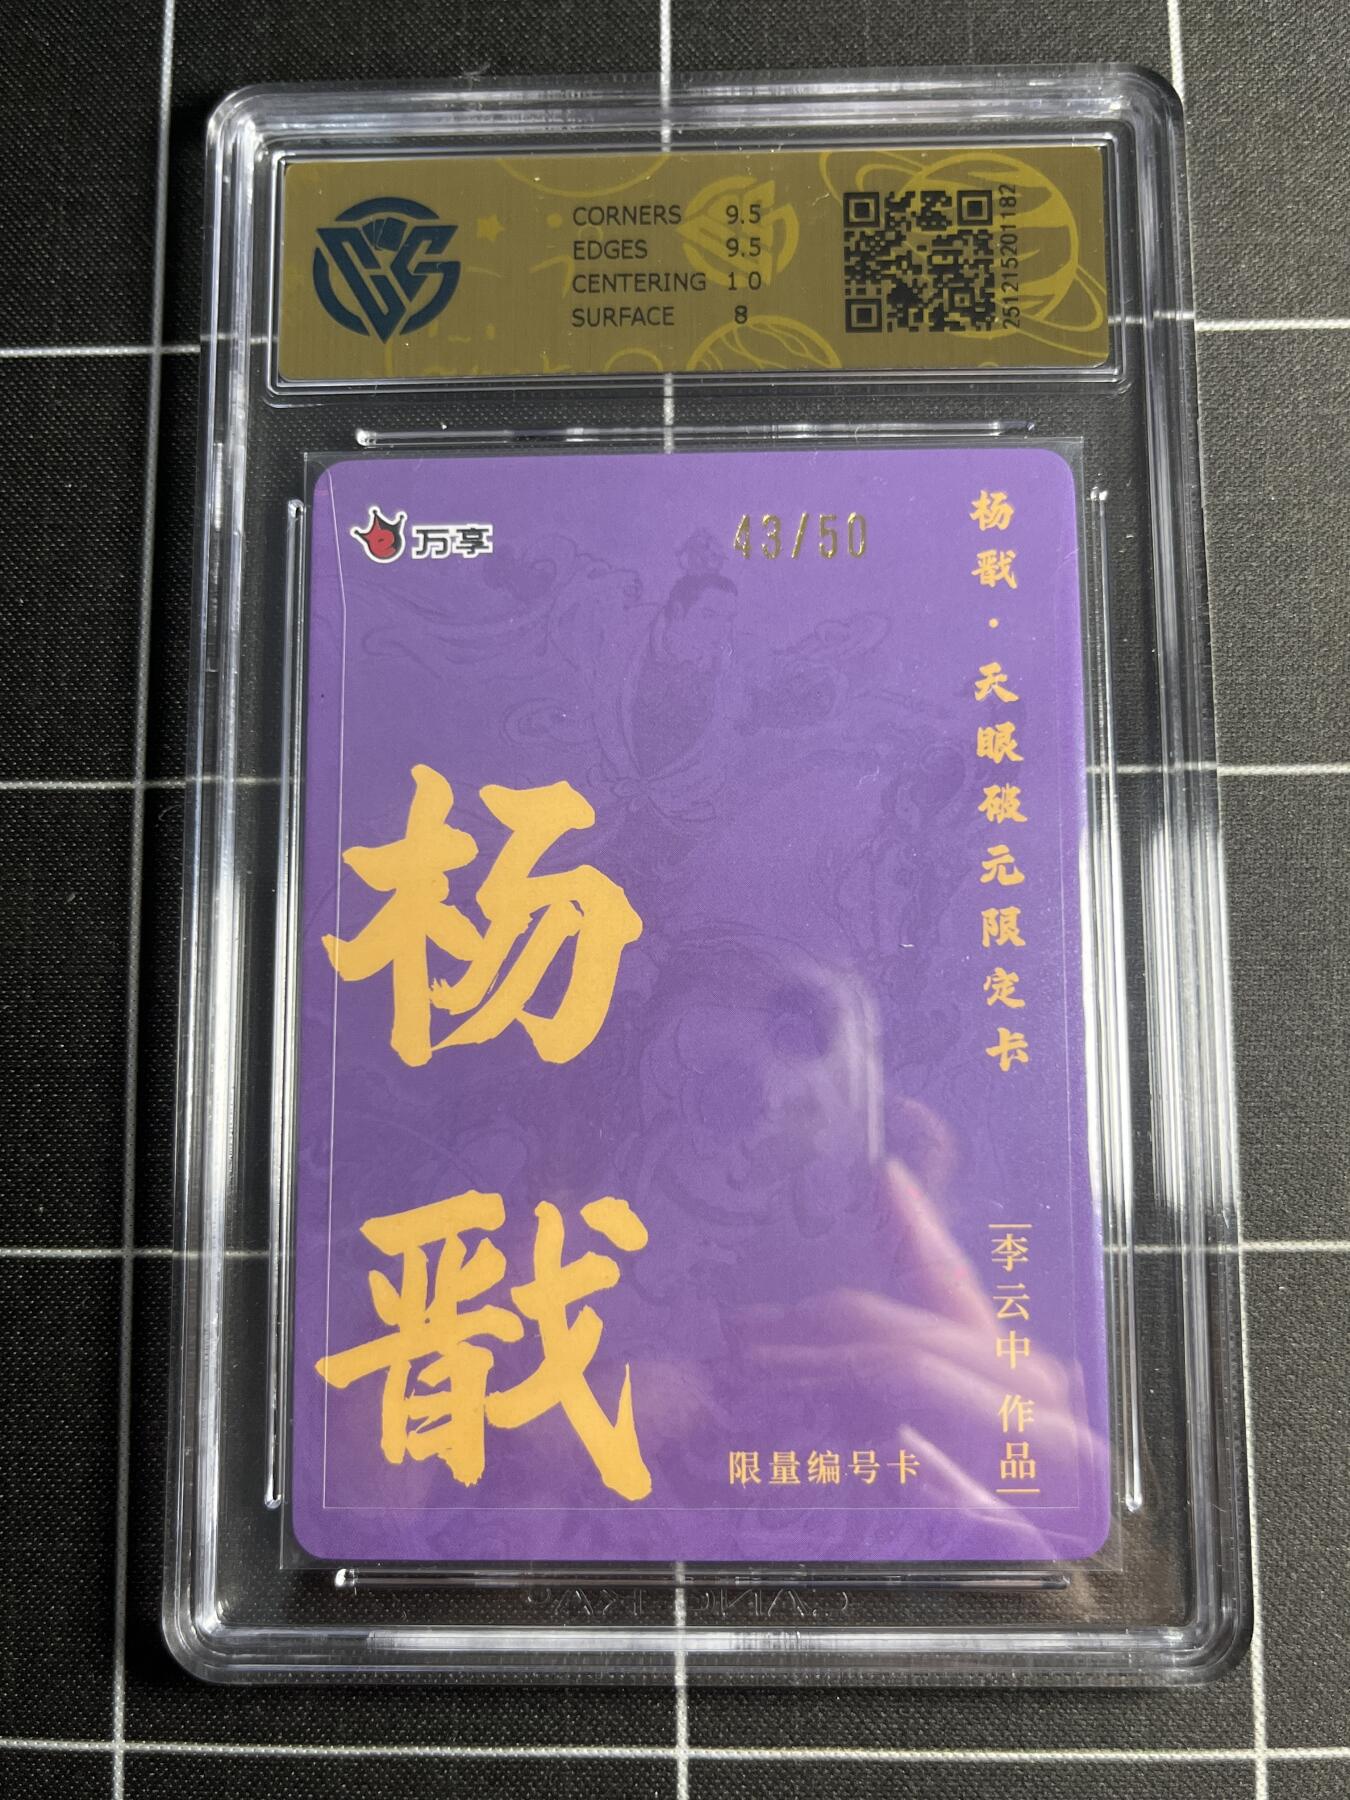 CORNERS 9.5
EDGES 9.5
CENTERING 10
SURFACE 8
251215201182
万享
43/50
杨戬·天眼破元限定卡
杨戬
李云中 作品
限量编号卡